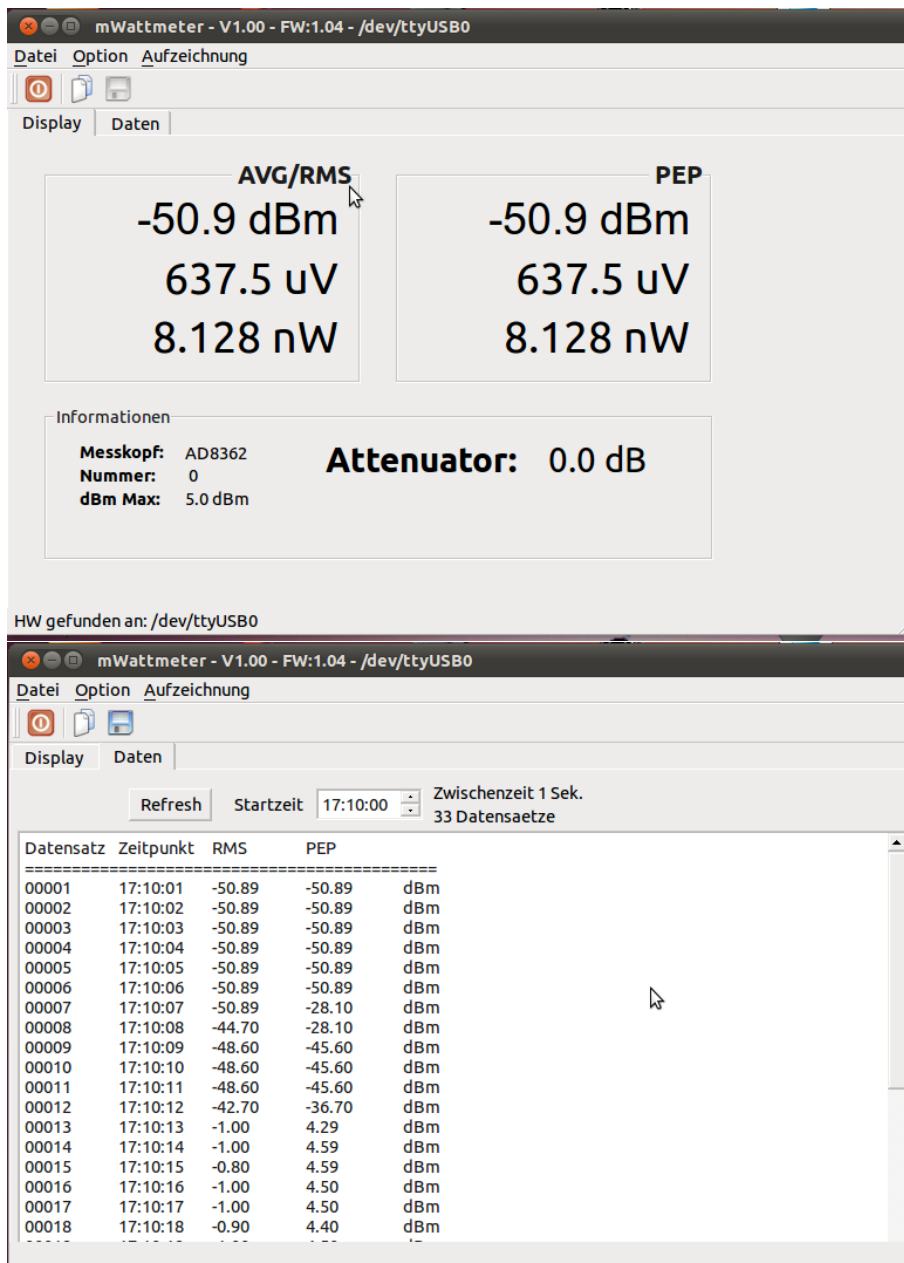 mWattmeter - V1.00 - FW:1.04 - /dev/ttyUSB0
Datei Option Aufzeichnung
Display Daten
AVG/RMS PEP
-50.9 dBm -50.9 dBm
637.5 uV 637.5 uV
8.128 nW 8.128 nW
Informationen
Messkopf: AD8362 Attenuator: 0.0 dB
Nummer: 0
dBm Max: 5.0 dBm
HW gefunden an: /dev/ttyUSB0
mWattmeter - V1.00 - FW:1.04 - /dev/ttyUSB0
Datei Option Aufzeichnung
Display Daten
Refresh Startzeit 17:10:00 Zwischenzeit 1 Sek.
33 Datensaetze
Datensatz Zeitpunkt RMS PEP
============================================
00001 17:10:01 -50.89 -50.89 dBm
00002 17:10:02 -50.89 -50.89 dBm
00003 17:10:03 -50.89 -50.89 dBm
00004 17:10:04 -50.89 -50.89 dBm
00005 17:10:05 -50.89 -50.89 dBm
00006 17:10:06 -50.89 -50.89 dBm
00007 17:10:07 -50.89 -28.10 dBm
00008 17:10:08 -44.70 -28.10 dBm
00009 17:10:09 -48.60 -45.60 dBm
00010 17:10:10 -48.60 -45.60 dBm
00011 17:10:11 -48.60 -45.60 dBm
00012 17:10:12 -42.70 -36.70 dBm
00013 17:10:13 -1.00 4.29 dBm
00014 17:10:14 -1.00 4.59 dBm
00015 17:10:15 -0.80 4.59 dBm
00016 17:10:16 -1.00 4.50 dBm
00017 17:10:17 -1.00 4.50 dBm
00018 17:10:18 -0.90 4.40 dBm